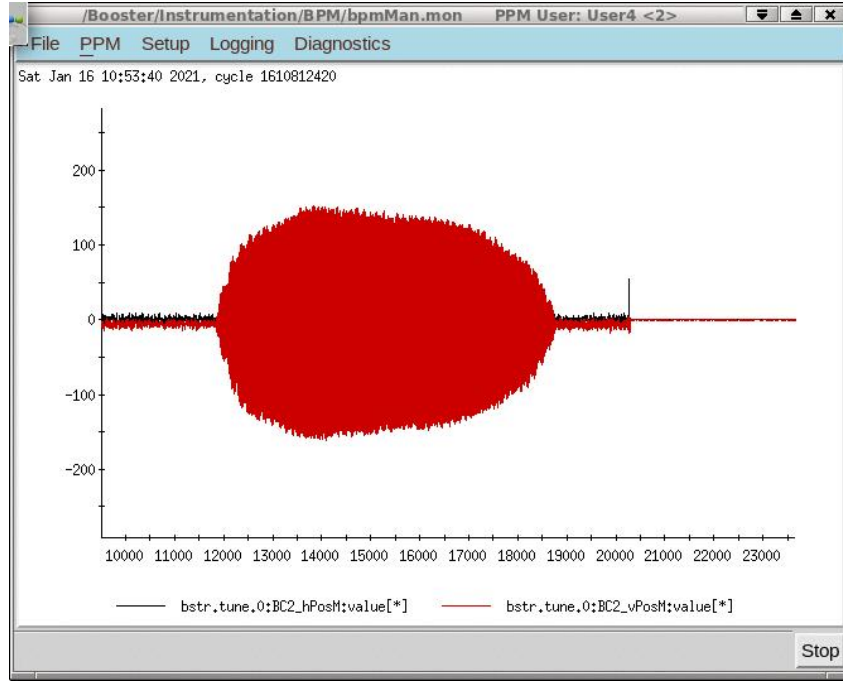 /Booster/Instrumentation/BPM/bpmMan.mon PPM User: User4 <2>
File PPM Setup Logging Diagnostics
Sat Jan 16 10:53:40 2021, cycle 1610812420
200
100
0
-100
-200
10000 11000 12000 13000 14000 15000 16000 17000 18000 19000 20000 21000 22000 23000
bstr.tune.0:BC2_hPosM:value[*] bstr.tune.0:BC2_vPosM:value[*]
Stop